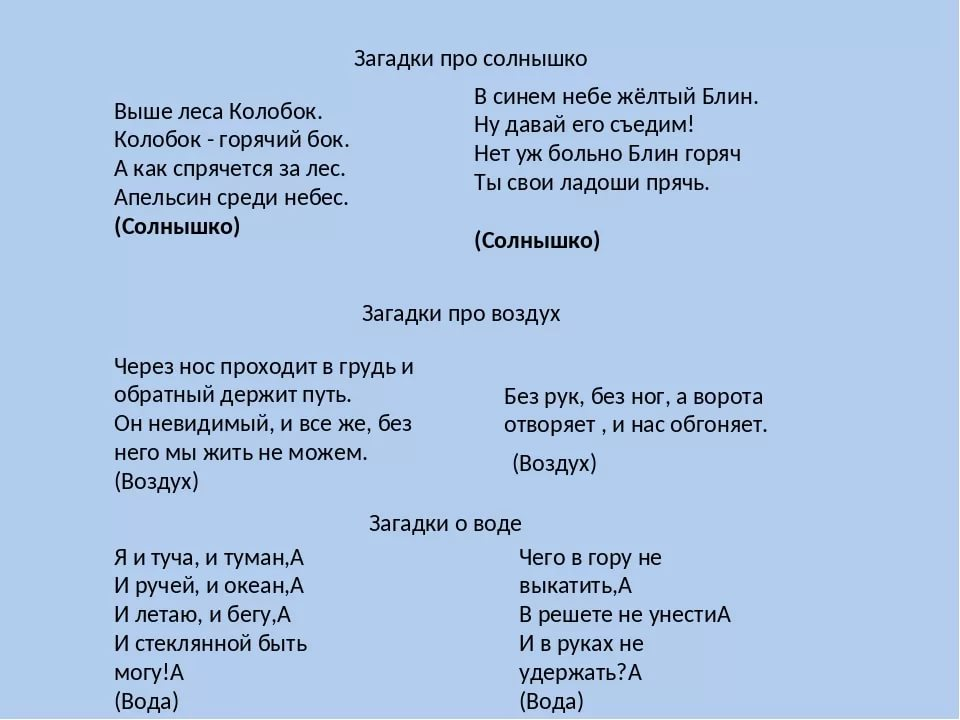 Загадки про солнышко
Выше леса Колобок.
Колобок - горячий бок.
А как спрячется за лес.
Апельсин среди небес.
(Солнышко)
В синем небе жёлтый Блин.
Ну давай его съедим!
Нет уж больно Блин горяч
Ты свои ладоши прячь.
(Солнышко)
Загадки про воздух
Через нос проходит в грудь и
обратный держит путь.
Он невидимый, и все же, без
него мы жить не можем.
(Воздух)
Без рук, без ног, а ворота
отворяет , и нас обгоняет.
(Воздух)
Загадки о воде
Я и туча, и туман,А
И ручей, и океан,А
И летаю, и бегу,А
И стеклянной быть
могу!А
(Вода)
Чего в гору не
выкатить,А
В решете не унестиА
И в руках не
удержать?А
(Вода)